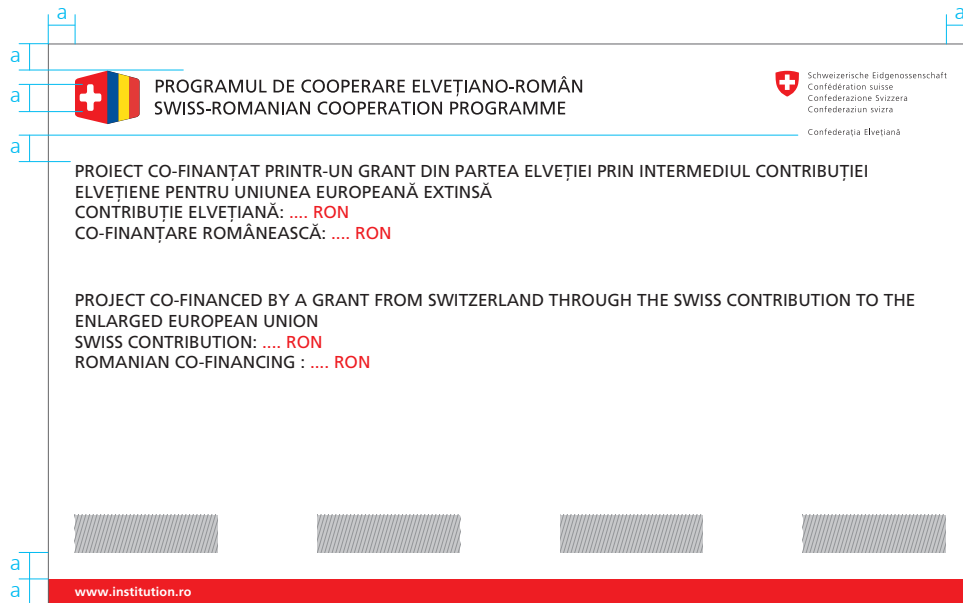 a
a
a
PROGRAMUL DE COOPERARE ELVEȚIANO-ROMÂN
SWISS-ROMANIAN COOPERATION PROGRAMME
Schweizerische Eidgenossenschaft
Confédération suisse
Confederazione Svizzera
Confederaziun svizra
Confederația Elvețiană
a
a
PROIECT CO-FINANȚAT PRINTR-UN GRANT DIN PARTEA ELVEȚIEI PRIN INTERMEDIUL CONTRIBUȚIEI
ELVEȚIENE PENTRU UNIUNEA EUROPEANĂ EXTINSĂ
CONTRIBUȚIE ELVEȚIANĂ: .... RON
CO-FINANȚARE ROMÂNEASCĂ: .... RON
PROJECT CO-FINANCED BY A GRANT FROM SWITZERLAND THROUGH THE SWISS CONTRIBUTION TO THE
ENLARGED EUROPEAN UNION
SWISS CONTRIBUTION: .... RON
ROMANIAN CO-FINANCING : .... RON
a
a
www.institution.ro